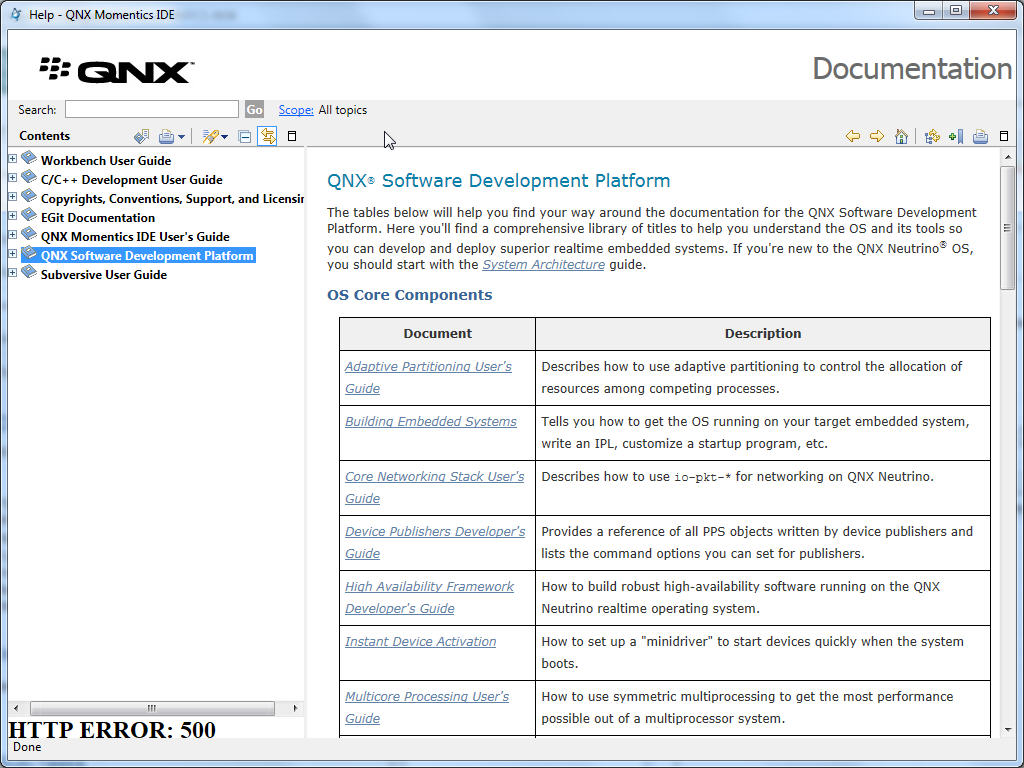 Help - QNX Momentics IDE
QNX
Documentation
Search:
Go
Scope: All topics
Contents
Workbench User Guide
C/C++ Development User Guide
Copyrights, Conventions, Support, and Licensin
EGit Documentation
QNX Momentics IDE User's Guide
QNX Software Development Platform
Subversive User Guide
HTTP ERROR: 500
QNX® Software Development Platform
The tables below will help you find your way around the documentation for the QNX Software Development
Platform. Here you'll find a comprehensive library of titles to help you understand the OS and its tools so
you can develop and deploy superior realtime embedded systems. If you're new to the QNX Neutrino® OS,
you should start with the System Architecture guide.
OS Core Components
Document Description
Adaptive Partitioning User's
Guide
Describes how to use adaptive partitioning to control the allocation of
resources among competing processes.
Building Embedded Systems
Tells you how to get the OS running on your target embedded system,
write an IPL, customize a startup program, etc.
Core Networking Stack User's
Guide
Describes how to use io-pkt-* for networking on QNX Neutrino.
Device Publishers Developer's
Guide
Provides a reference of all PPS objects written by device publishers and
lists the command options you can set for publishers.
High Availability Framework
Developer's Guide
How to build robust high-availability software running on the QNX
Neutrino realtime operating system.
Instant Device Activation
How to set up a "minidriver" to start devices quickly when the system
boots.
Multicore Processing User's
Guide
How to use symmetric multiprocessing to get the most performance
possible out of a multiprocessor system.
Done